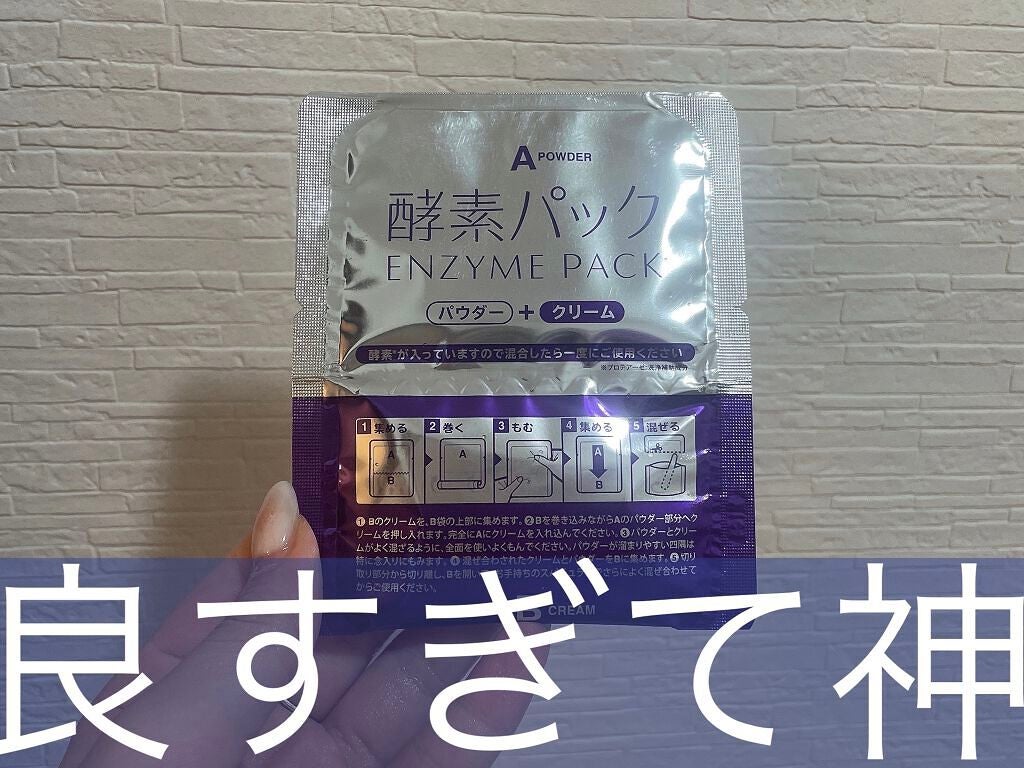 A POWDER
酵素パック
ENZYME PACK
パウダー + クリーム
酵素※が入っていますので混合したら一度にご使用ください
※プロテアーゼ:洗浄補助成分
1 集める 2 巻く 3 もむ 4 集める 5 混ぜる
A A A
B B
❶ Bのクリームを、B袋の上部に集めます。❷Bを巻き込みながらAのパウダー部分へク
リームを押し入れます。完全にAにクリームを入れ込んでください。❸パウダーとクリー
ムがよく混ざるように、全面を使いよくもんでください。パウダーが溜まりやすい四隅は
特に念入りにもみます。❹混ぜ合わされたクリームとパウダーをBに集めます。❺切り
取り部分から切り離し、Bを開い お手持ちのス さらによく混ぜ合わせて
からご使用ください。
B CREAM
良すぎて神